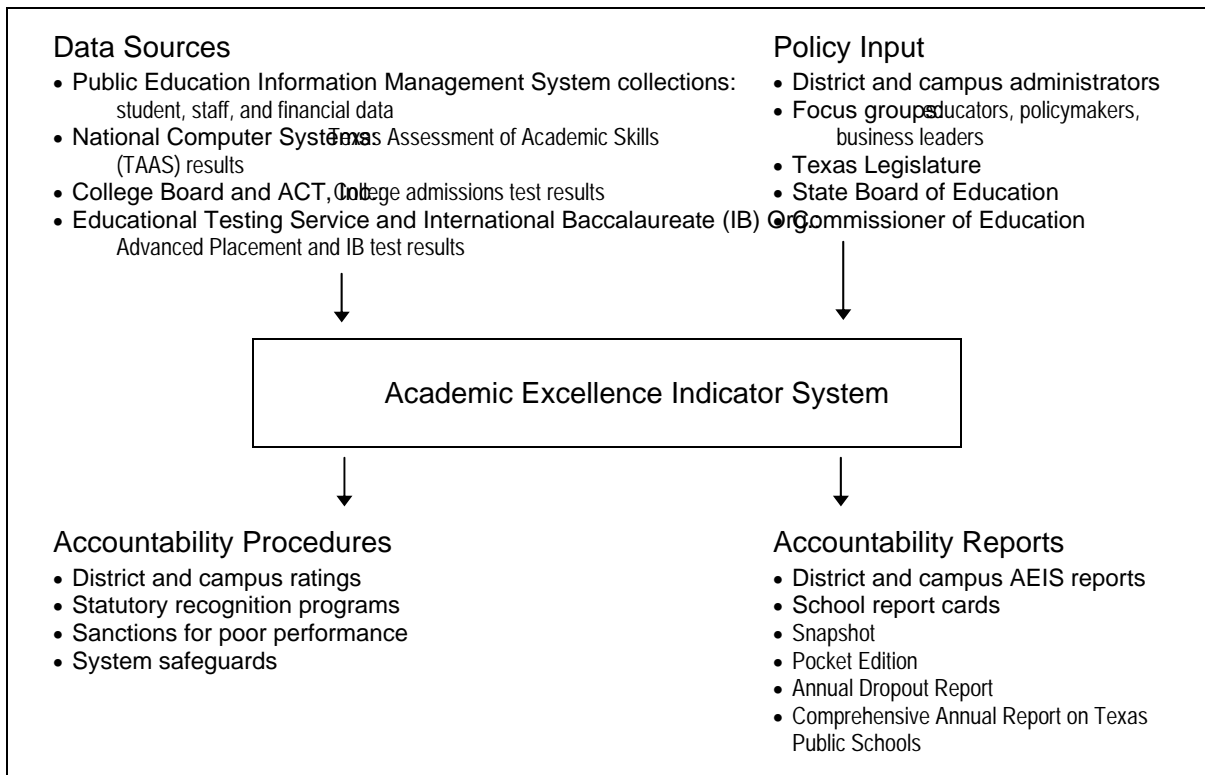 Data Sources
• Public Education Information Management System collections:
student, staff, and financial data
• National Computer Systems: Texas Assessment of Academic Skills
(TAAS) results
• College Board and ACT, Inc.: College admissions test results
• Educational Testing Service and International Baccalaureate (IB) Org.:
Advanced Placement and IB test results
Policy Input
• District and campus administrators
• Focus groups: educators, policymakers,
business leaders
• Texas Legislature
• State Board of Education
• Commissioner of Education
Academic Excellence Indicator System
Accountability Procedures
• District and campus ratings
• Statutory recognition programs
• Sanctions for poor performance
• System safeguards
Accountability Reports
• District and campus AEIS reports
• School report cards
• Snapshot
• Pocket Edition
• Annual Dropout Report
• Comprehensive Annual Report on Texas
Public Schools